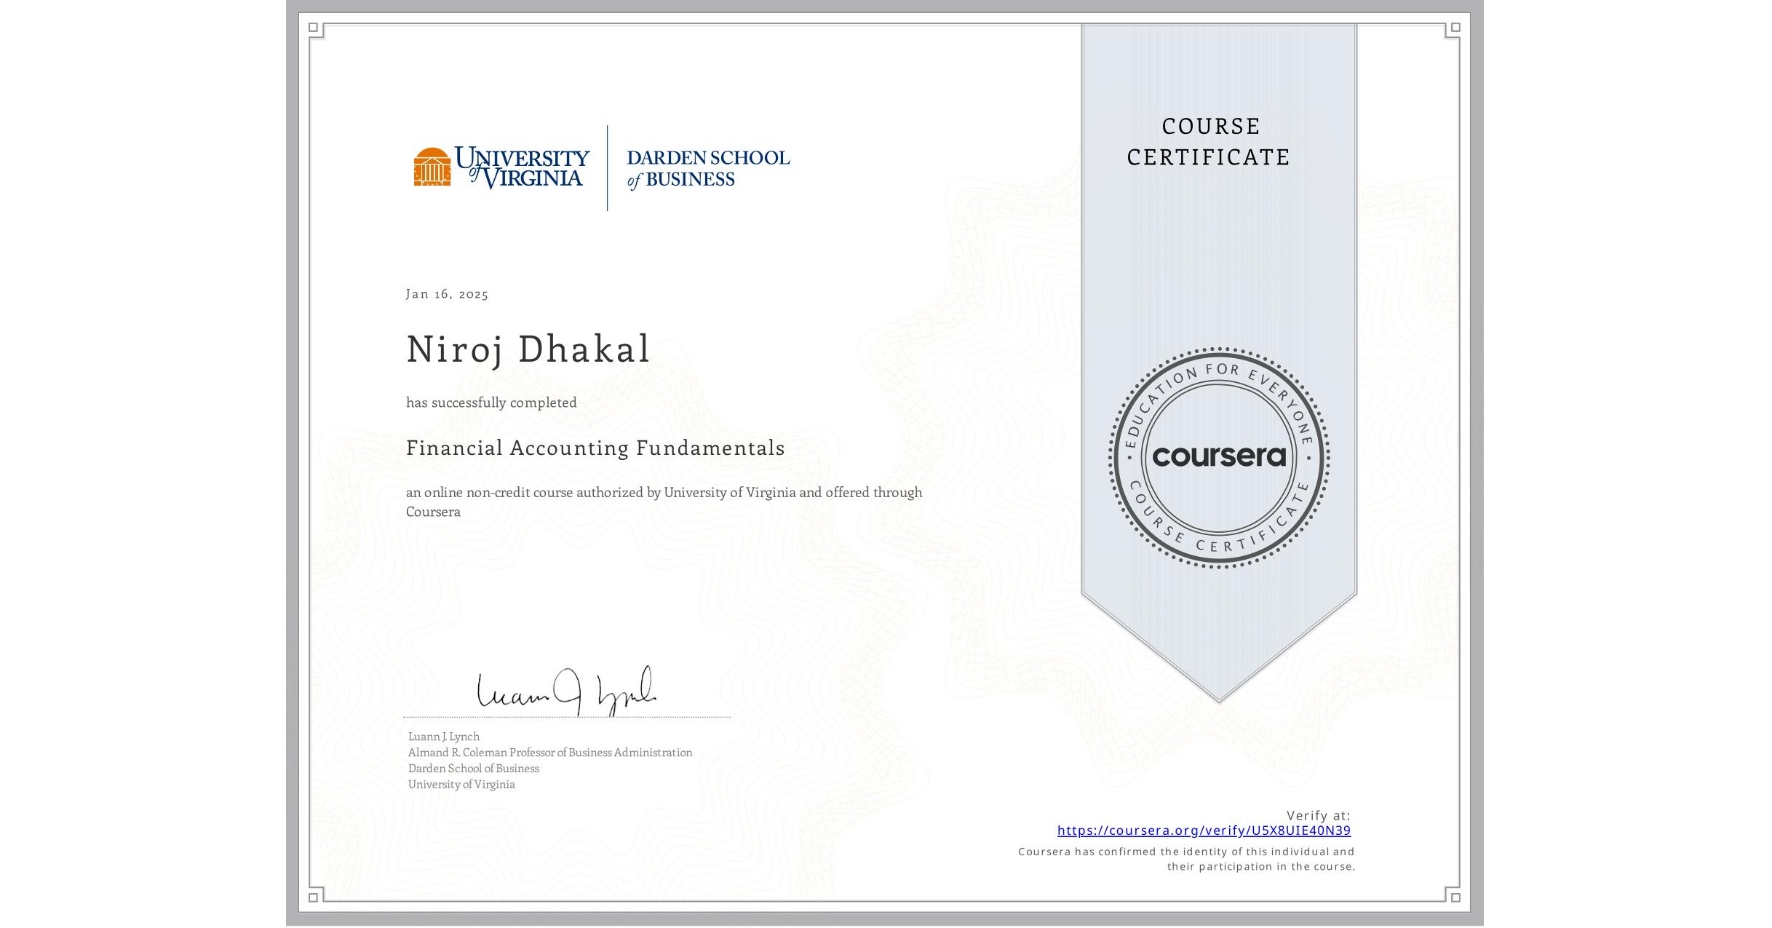 UNIVERSITY
of VIRGINIA
DARDEN SCHOOL
of BUSINESS
COURSE
CERTIFICATE
Jan 16, 2025
Niroj Dhakal
has successfully completed
Financial Accounting Fundamentals
an online non-credit course authorized by University of Virginia and offered through
Coursera
EDUCATION FOR EVERYONE
coursera
COURSE CERTIFICATE
Luann J. Lynch
Almand R. Coleman Professor of Business Administration
Darden School of Business
University of Virginia
Verify at:
https://coursera.org/verify/U5X8UIE40N39
Coursera has confirmed the identity of this individual and
their participation in the course.